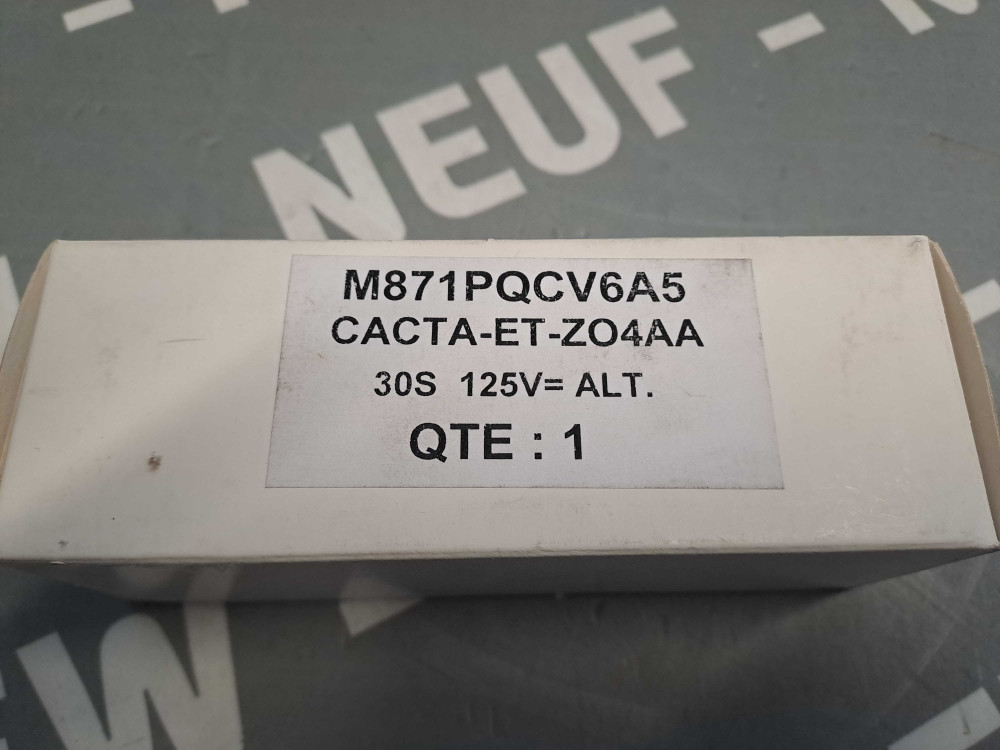 NEUF -
M871PQCV6A5
CACTA-ET-ZO4AA
30S 125V= ALT.
QTE : 1